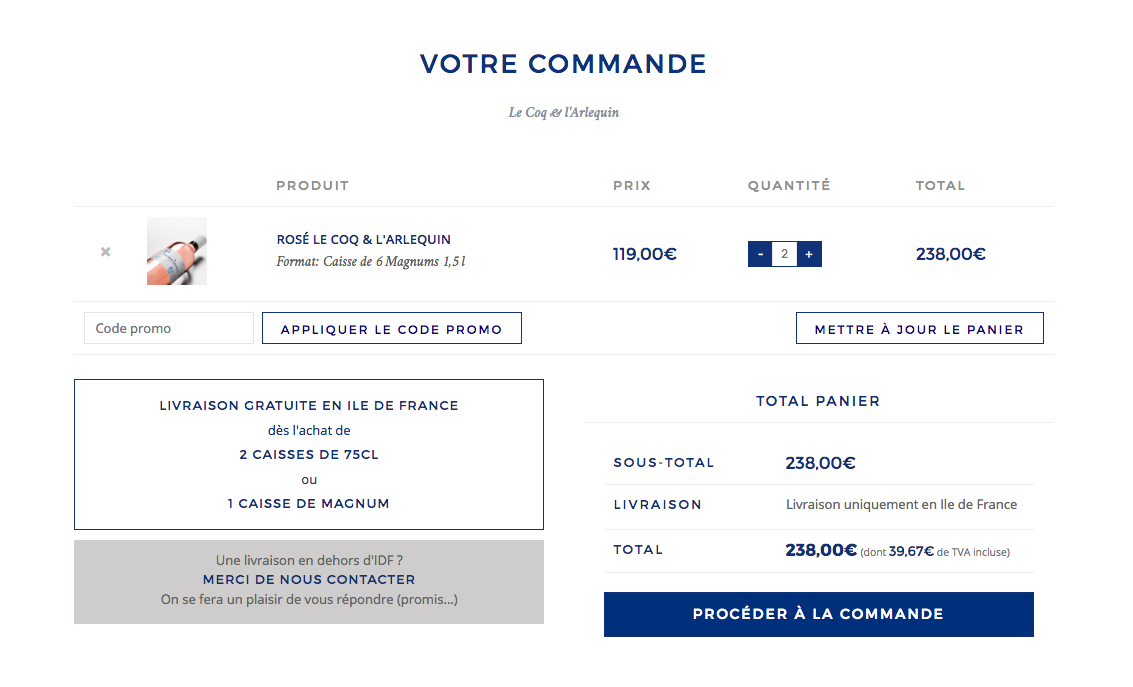 VOTRE COMMANDE
Le Coq & l'Arlequin
PRODUIT PRIX QUANTITÉ TOTAL
× ROSÉ LE COQ & L'ARLEQUIN
Format: Caisse de 6 Magnums 1,5 l
119,00€ - 2 + 238,00€
Code promo APPLIQUER LE CODE PROMO METTRE À JOUR LE PANIER
LIVRAISON GRATUITE EN ILE DE FRANCE
dès l'achat de
2 CAISSES DE 75CL
ou
1 CAISSE DE MAGNUM
Une livraison en dehors d'IDF ?
MERCI DE NOUS CONTACTER
On se fera un plaisir de vous répondre (promis...)
TOTAL PANIER
SOUS-TOTAL 238,00€
LIVRAISON Livraison uniquement en Ile de France
TOTAL 238,00€ (dont 39,67€ de TVA incluse)
PROCÉDER À LA COMMANDE